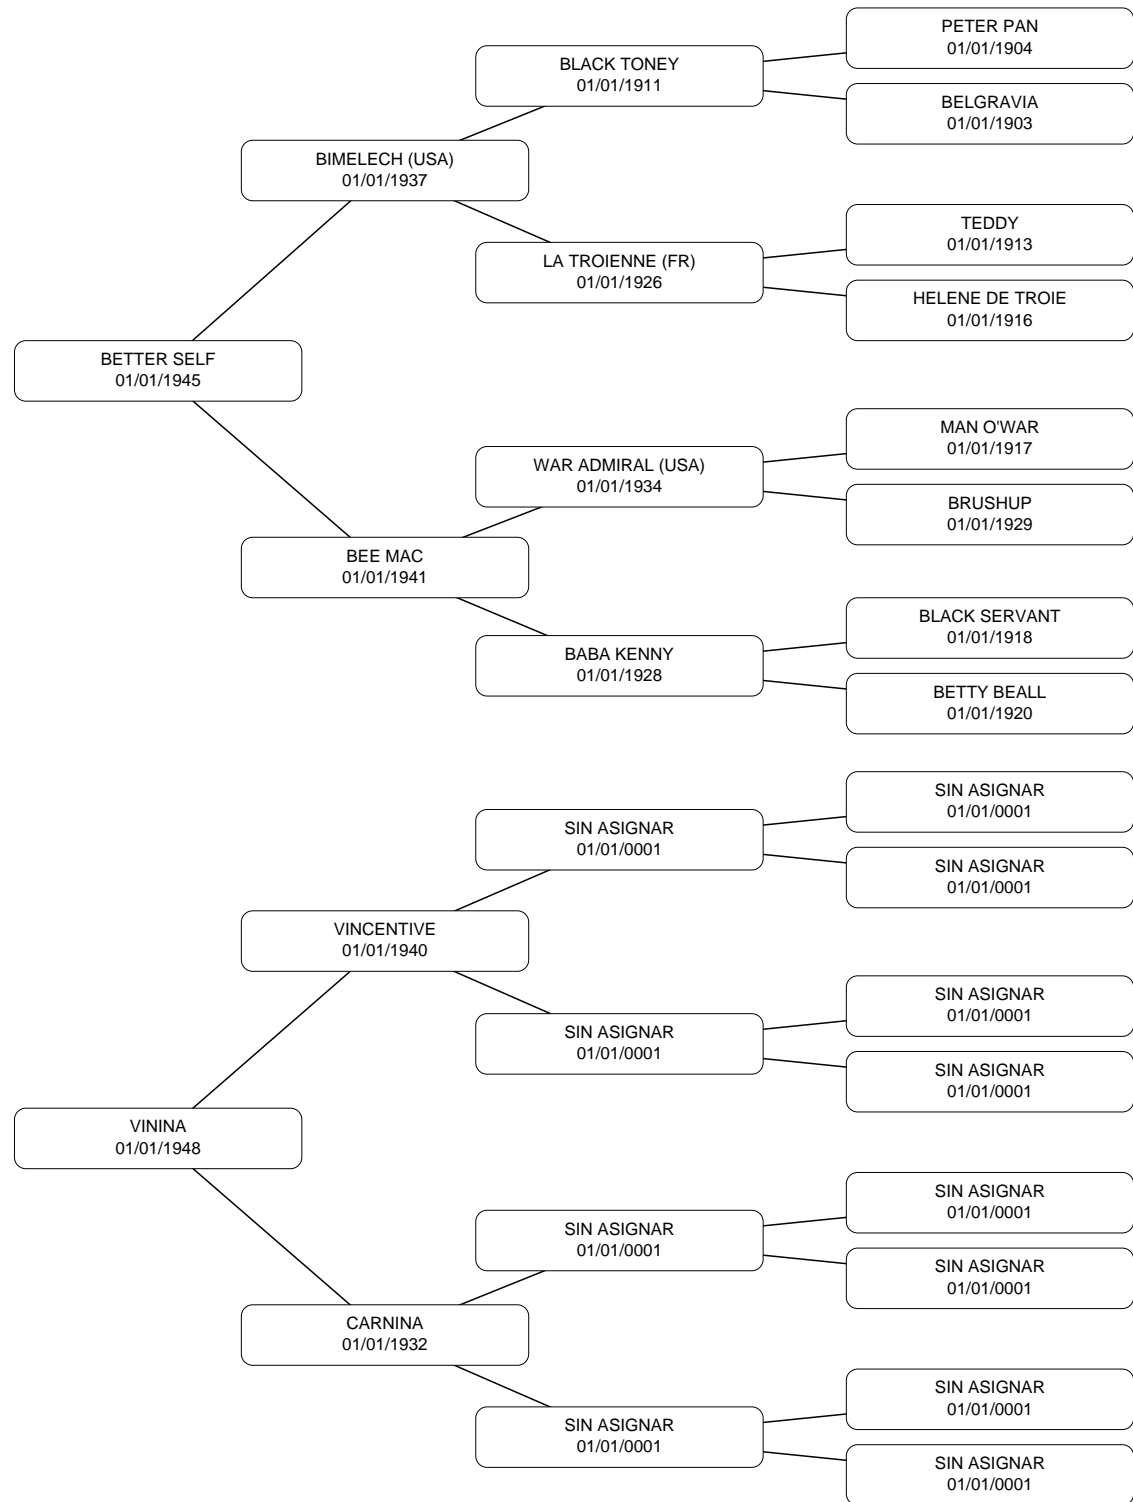 PETER PAN
01/01/1904
BLACK TONEY
01/01/1911
BELGRAVIA
01/01/1903
BIMELECH (USA)
01/01/1937
TEDDY
01/01/1913
LA TROIENNE (FR)
01/01/1926
HELENE DE TROIE
01/01/1916
BETTER SELF
01/01/1945
MAN O'WAR
01/01/1917
WAR ADMIRAL (USA)
01/01/1934
BRUSHUP
01/01/1929
BEE MAC
01/01/1941
BLACK SERVANT
01/01/1918
BABA KENNY
01/01/1928
BETTY BEALL
01/01/1920
SIN ASIGNAR
01/01/0001
SIN ASIGNAR
01/01/0001
SIN ASIGNAR
01/01/0001
VINCENTIVE
01/01/1940
SIN ASIGNAR
01/01/0001
SIN ASIGNAR
01/01/0001
SIN ASIGNAR
01/01/0001
VININA
01/01/1948
SIN ASIGNAR
01/01/0001
SIN ASIGNAR
01/01/0001
SIN ASIGNAR
01/01/0001
CARNINA
01/01/1932
SIN ASIGNAR
01/01/0001
SIN ASIGNAR
01/01/0001
SIN ASIGNAR
01/01/0001